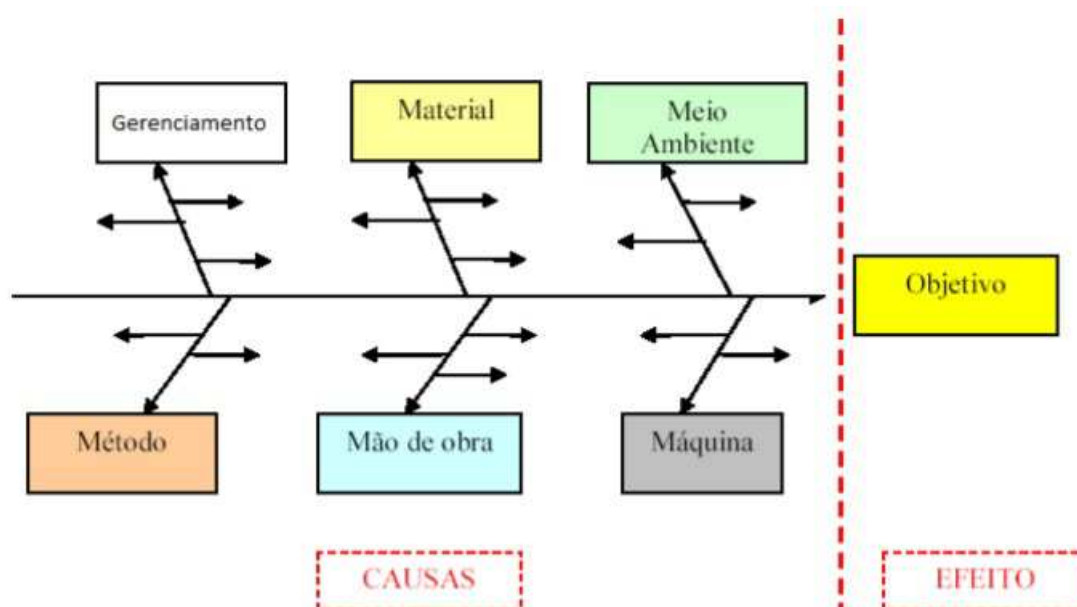 Gerenciamento
Material
Meio
Ambiente
Objetivo
Método
Mão de obra
Máquina
CAUSAS
EFEITO